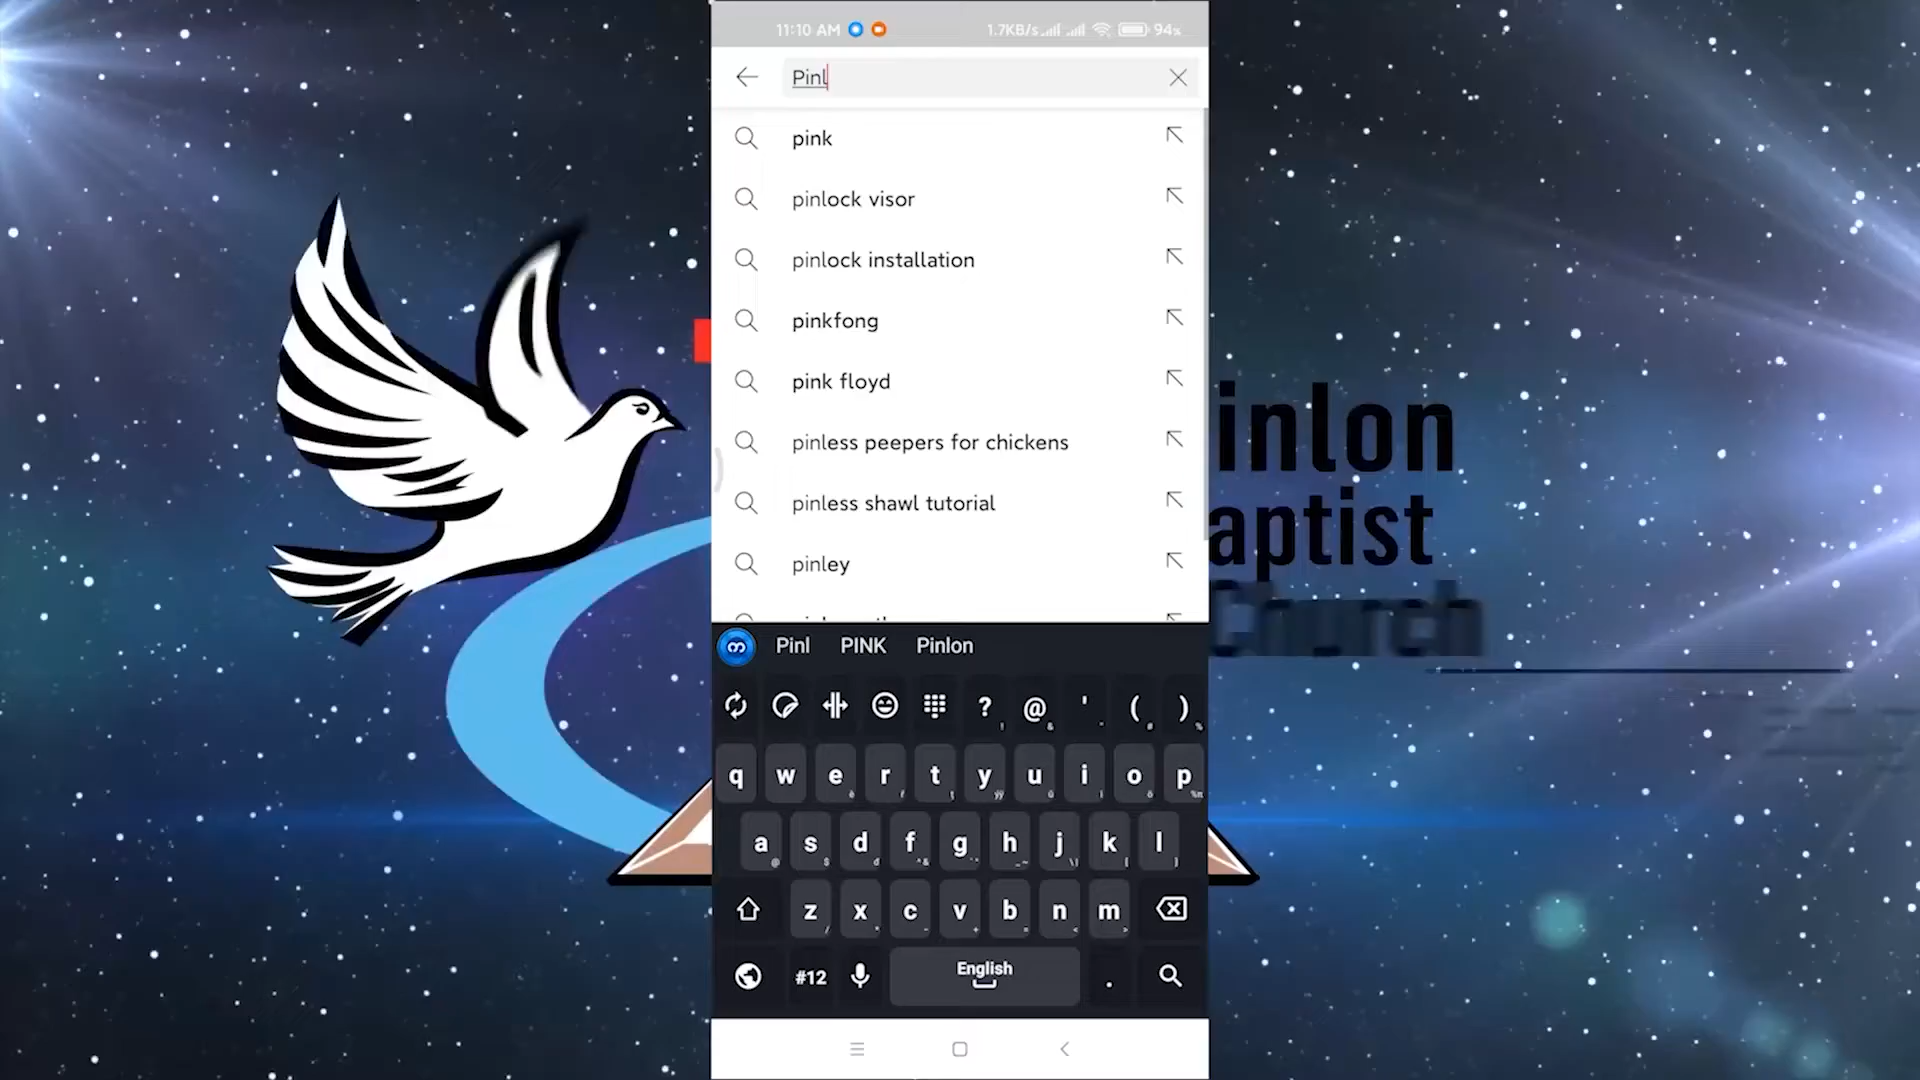 11:10 AM 1.7KB/s 94%
Pinl
pink
pinlock visor
pinlock installation
pinkfong
pink floyd
pinless peepers for chickens
pinless shawl tutorial
pinley
Pinl PINK Pinlon
? @ ' ( )
q w e r t y u i o p
a s d f g h j k l
z x c v b n m
#12 English .
inlon
aptist
Church